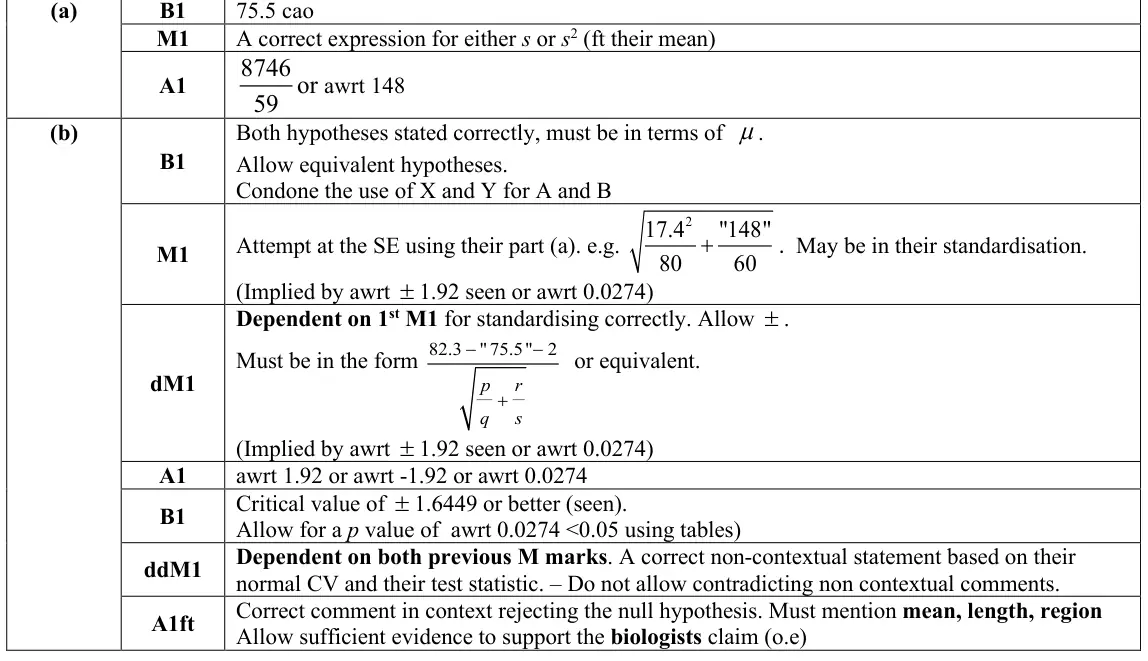 (a) B1 75.5 cao
M1 A correct expression for either s or s² (ft their mean)
A1 8746/59 or awrt 148
(b) B1 Both hypotheses stated correctly, must be in terms of μ.
Allow equivalent hypotheses.
Condone the use of X and Y for A and B
M1 Attempt at the SE using their part (a). e.g. √(17.4²/80 + "148"/60). May be in their standardisation.
(Implied by awrt ± 1.92 seen or awrt 0.0274)
dM1 Dependent on 1st M1 for standardising correctly. Allow ±.
Must be in the form (82.3 − "75.5" − 2)/√(p/q + r/s) or equivalent.
(Implied by awrt ± 1.92 seen or awrt 0.0274)
A1 awrt 1.92 or awrt -1.92 or awrt 0.0274
B1 Critical value of ± 1.6449 or better (seen).
Allow for a p value of awrt 0.0274 <0.05 using tables)
ddM1 Dependent on both previous M marks. A correct non-contextual statement based on their
normal CV and their test statistic. – Do not allow contradicting non contextual comments.
A1ft Correct comment in context rejecting the null hypothesis. Must mention mean, length, region
Allow sufficient evidence to support the biologists claim (o.e)